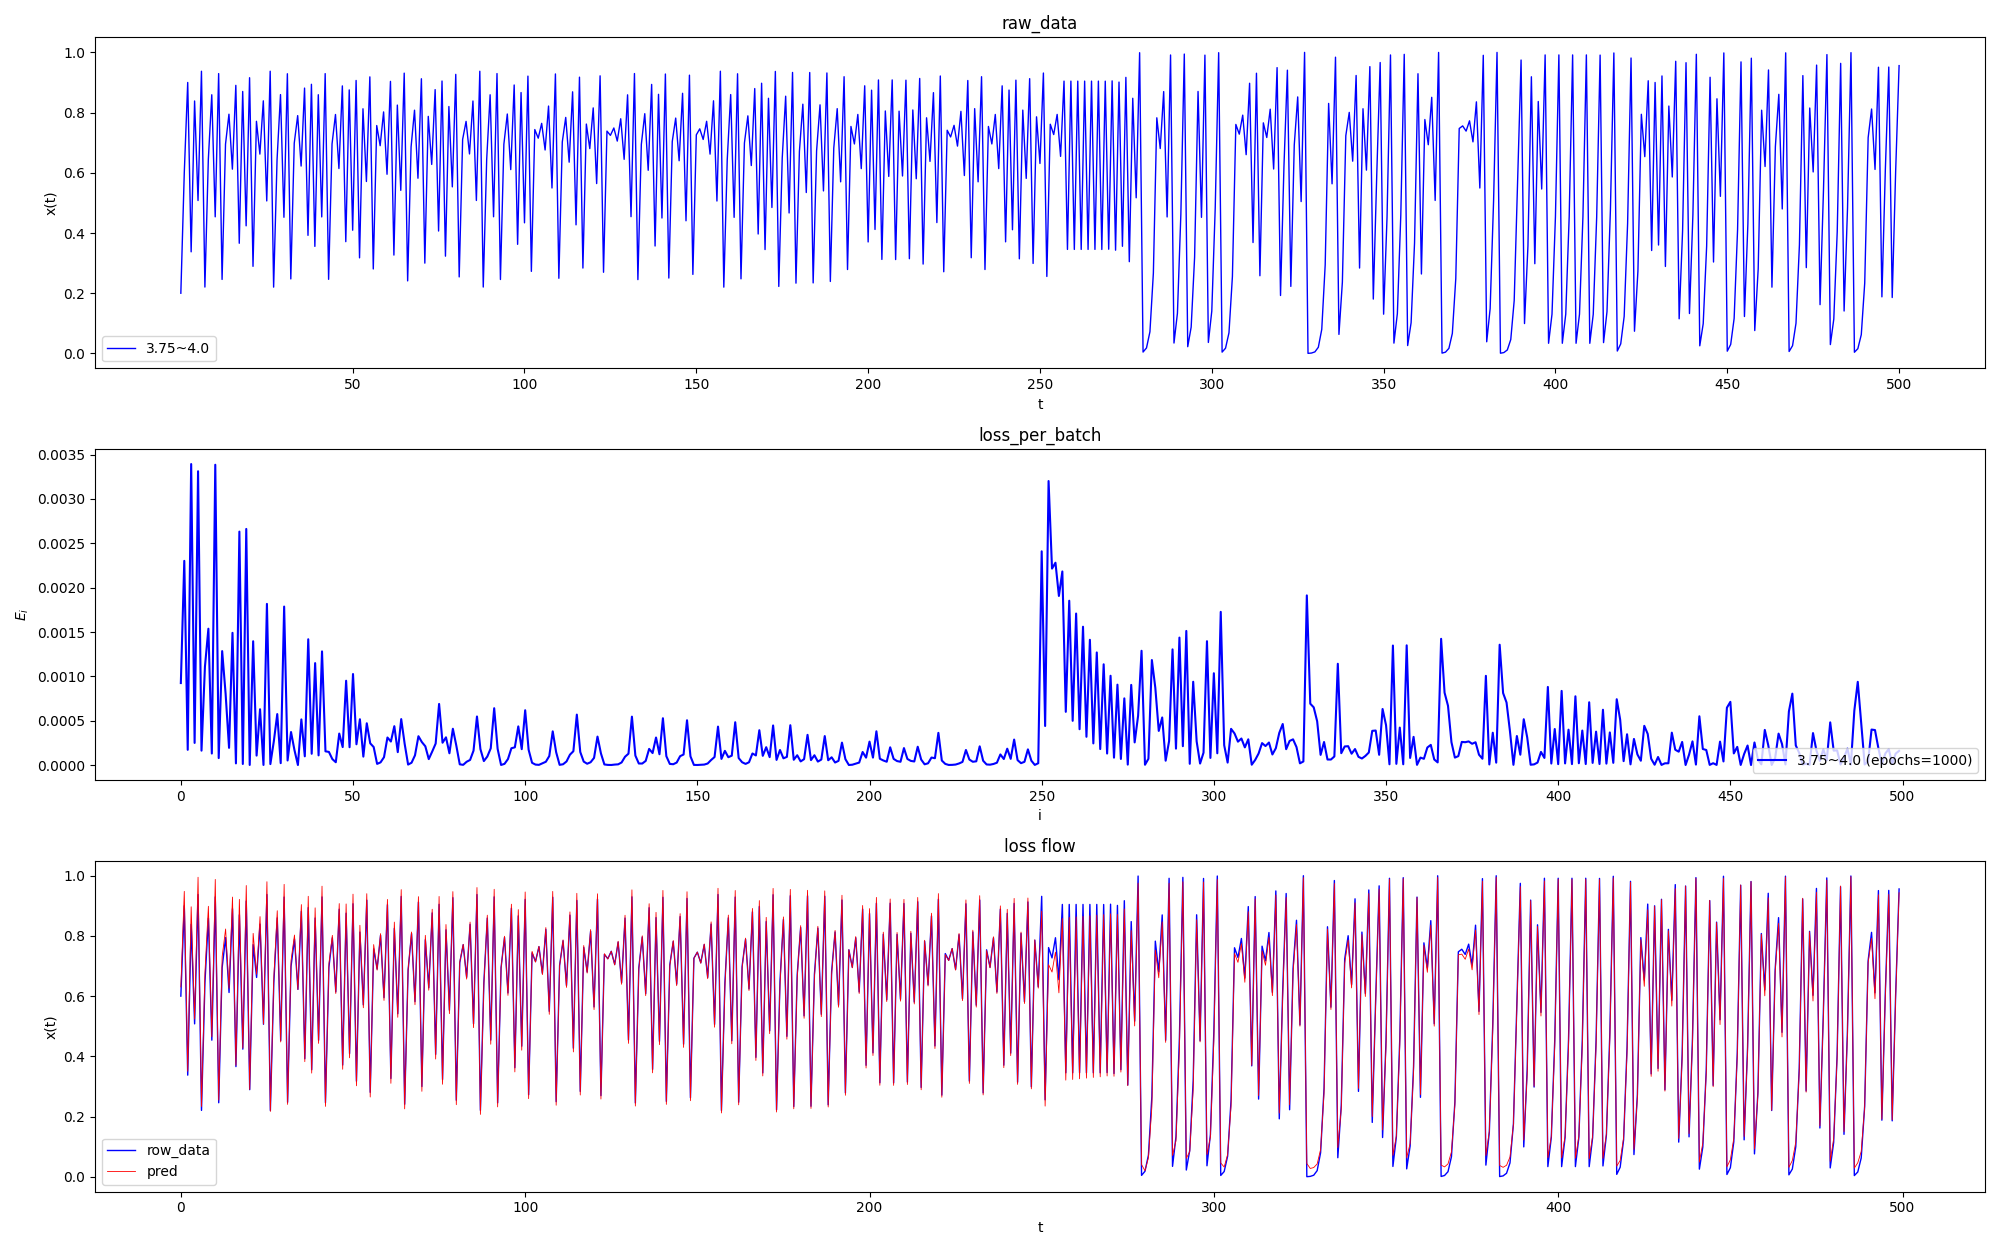 raw_data
1.0
0.8
0.6
0.4
0.2
0.0
x(t)
3.75~4.0
50 100 150 200 250 300 350 400 450 500
t
loss_per_batch
0.0035
0.0030
0.0025
0.0020
0.0015
0.0010
0.0005
0.0000
E_i
3.75~4.0 (epochs=1000)
0 50 100 150 200 250 300 350 400 450 500
i
loss flow
1.0
0.8
0.6
0.4
0.2
0.0
x(t)
row_data
pred
0 100 200 300 400 500
t